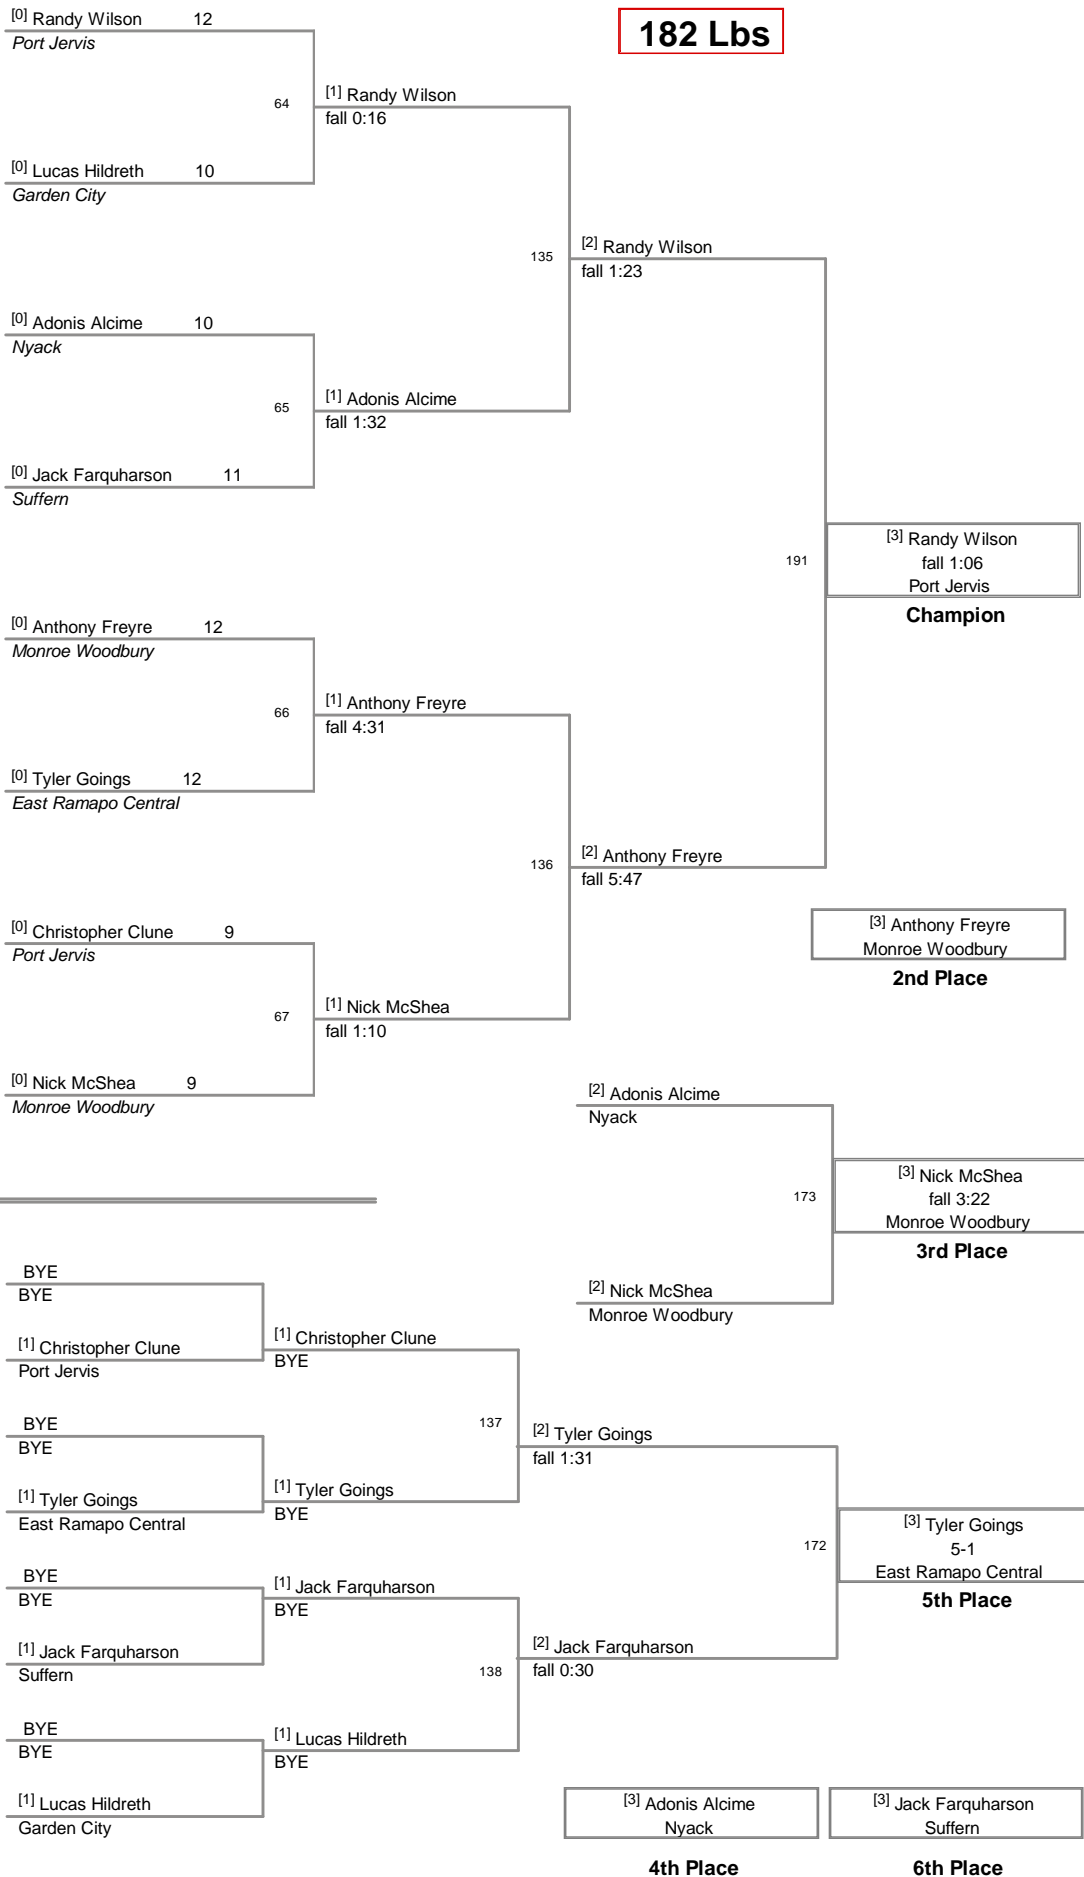 [0] Randy Wilson 12
Port Jervis
182 Lbs
64
[1] Randy Wilson
fall 0:16
[0] Lucas Hildreth 10
Garden City
135
[2] Randy Wilson
fall 1:23
[0] Adonis Alcime 10
Nyack
65
[1] Adonis Alcime
fall 1:32
[0] Jack Farquharson 11
Suffern
191
[3] Randy Wilson
fall 1:06
Port Jervis
Champion
[0] Anthony Freyre 12
Monroe Woodbury
66
[1] Anthony Freyre
fall 4:31
[0] Tyler Goings 12
East Ramapo Central
136
[2] Anthony Freyre
fall 5:47
[0] Christopher Clune 9
Port Jervis
[3] Anthony Freyre
Monroe Woodbury
2nd Place
67
[1] Nick McShea
fall 1:10
[0] Nick McShea 9
Monroe Woodbury
[2] Adonis Alcime
Nyack
173
[3] Nick McShea
fall 3:22
Monroe Woodbury
3rd Place
[2] Nick McShea
Monroe Woodbury
BYE
BYE
[1] Christopher Clune
Port Jervis
[1] Christopher Clune
BYE
BYE
BYE
137
[2] Tyler Goings
fall 1:31
[1] Tyler Goings
East Ramapo Central
[1] Tyler Goings
BYE
172
[3] Tyler Goings
5-1
East Ramapo Central
5th Place
BYE
BYE
[1] Jack Farquharson
BYE
[1] Jack Farquharson
Suffern
138
[2] Jack Farquharson
fall 0:30
BYE
BYE
[1] Lucas Hildreth
BYE
[1] Lucas Hildreth
Garden City
[3] Adonis Alcime
Nyack
4th Place
[3] Jack Farquharson
Suffern
6th Place